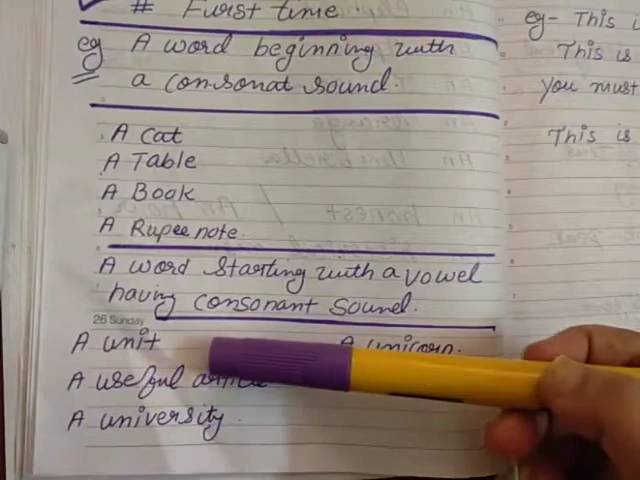 # First time
eg A word beginning with
a consonat sound.
A cat
A Table
A Book
A Rupee note.
A word starting with a vowel
having consonant sound.
26 Sunday
A unit
A unicorn.
A useful
A university.
eg- This i
This is
you must
This is